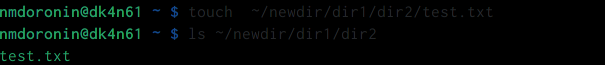 nmdoronin@dk4n61 ~ $ touch  ~/newdir/dir1/dir2/test.txt
nmdoronin@dk4n61 ~ $ ls ~/newdir/dir1/dir2
test.txt